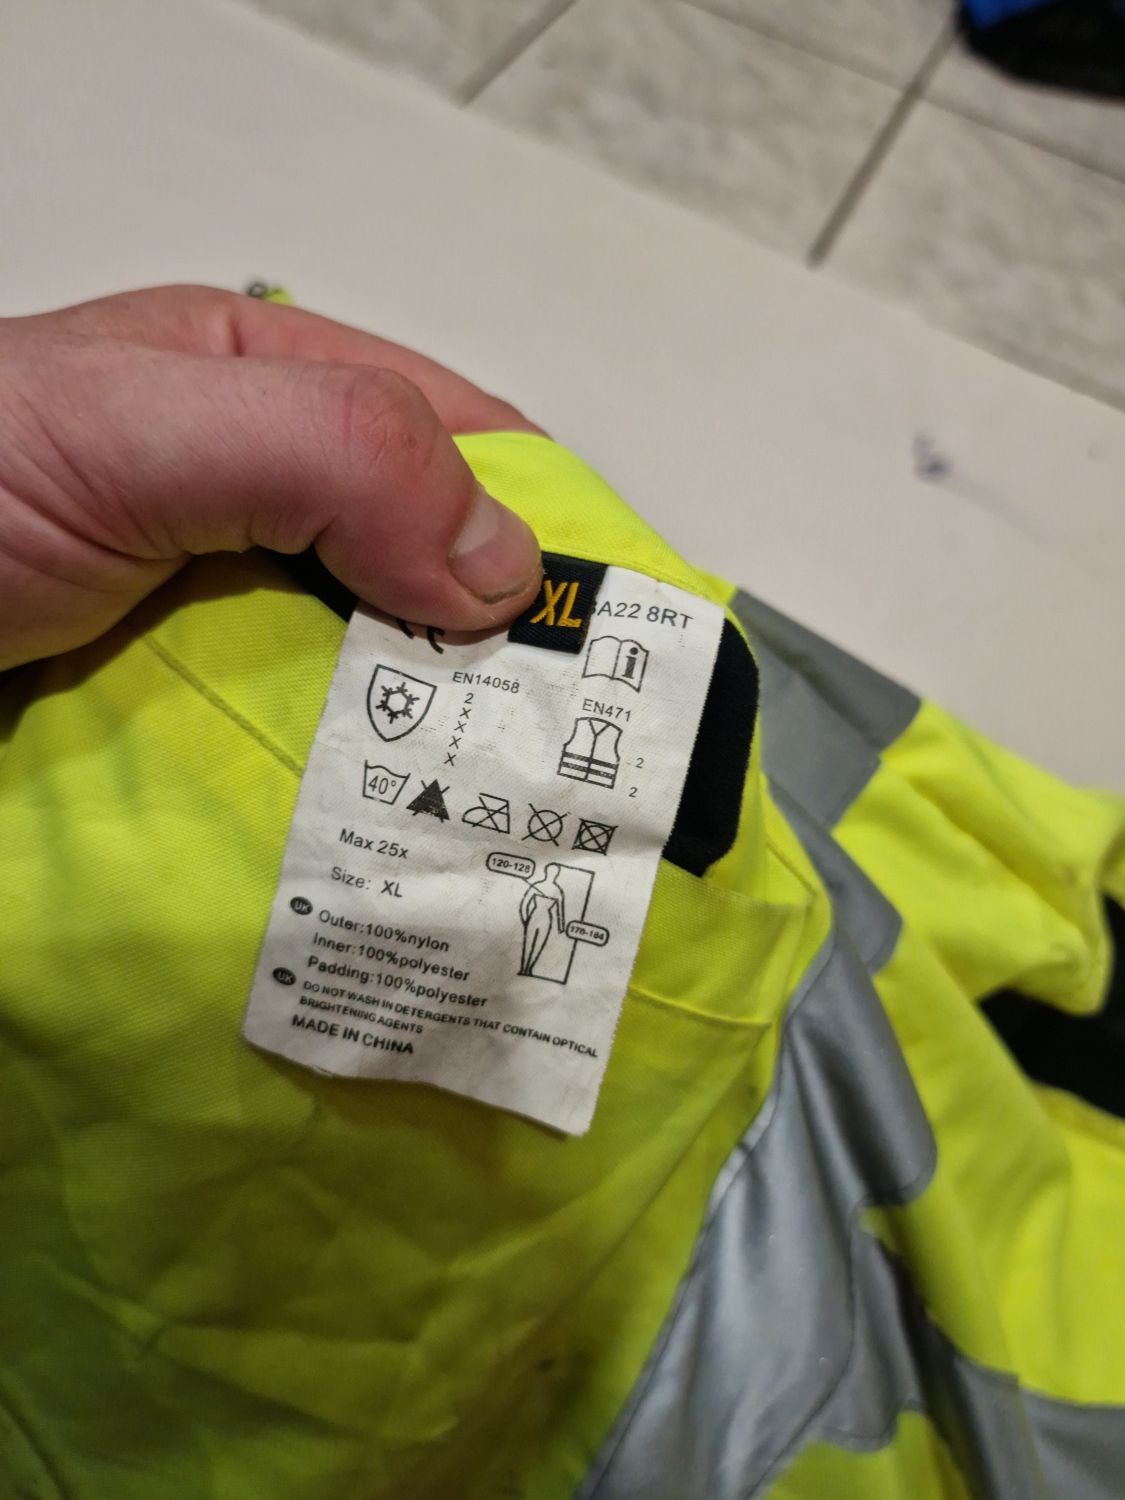 XL
A22 8RT
EN14058
2
X
X
X
X
EN471
2
2
40°
Max 25x
Size: XL
120-128
178-184
UK
Outer:100%nylon
Inner:100%polyester
Padding:100%polyester
UK
DO NOT WASH IN DETERGENTS THAT CONTAIN OPTICAL
BRIGHTENING AGENTS
MADE IN CHINA